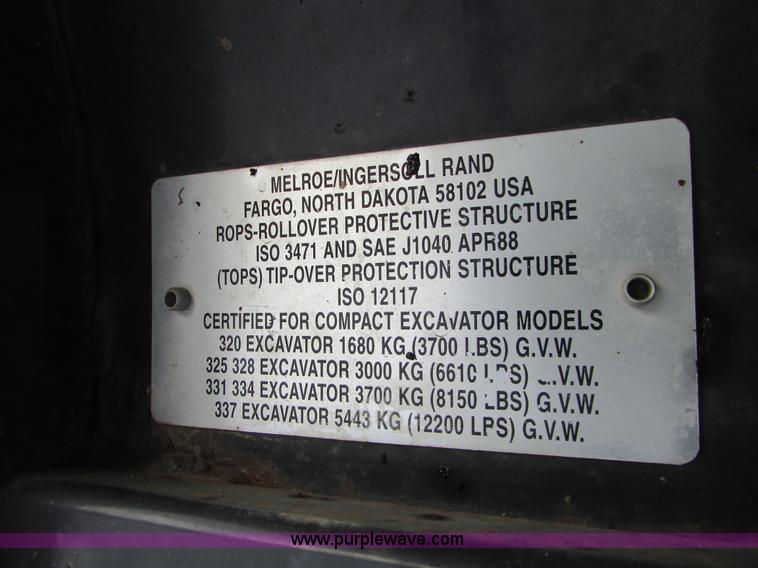 MELROE/INGERSOLL RAND
FARGO, NORTH DAKOTA 58102 USA
ROPS-ROLLOVER PROTECTIVE STRUCTURE
ISO 3471 AND SAE J1040 APR88
(TOPS) TIP-OVER PROTECTION STRUCTURE
ISO 12117
CERTIFIED FOR COMPACT EXCAVATOR MODELS
320 EXCAVATOR 1680 KG (3700 LBS) G.V.W.
325 328 EXCAVATOR 3000 KG (6610 LBS) G.V.W.
331 334 EXCAVATOR 3700 KG (8150 LBS) G.V.W.
337 EXCAVATOR 5443 KG (12200 LPS) G.V.W.
www.purplewave.com